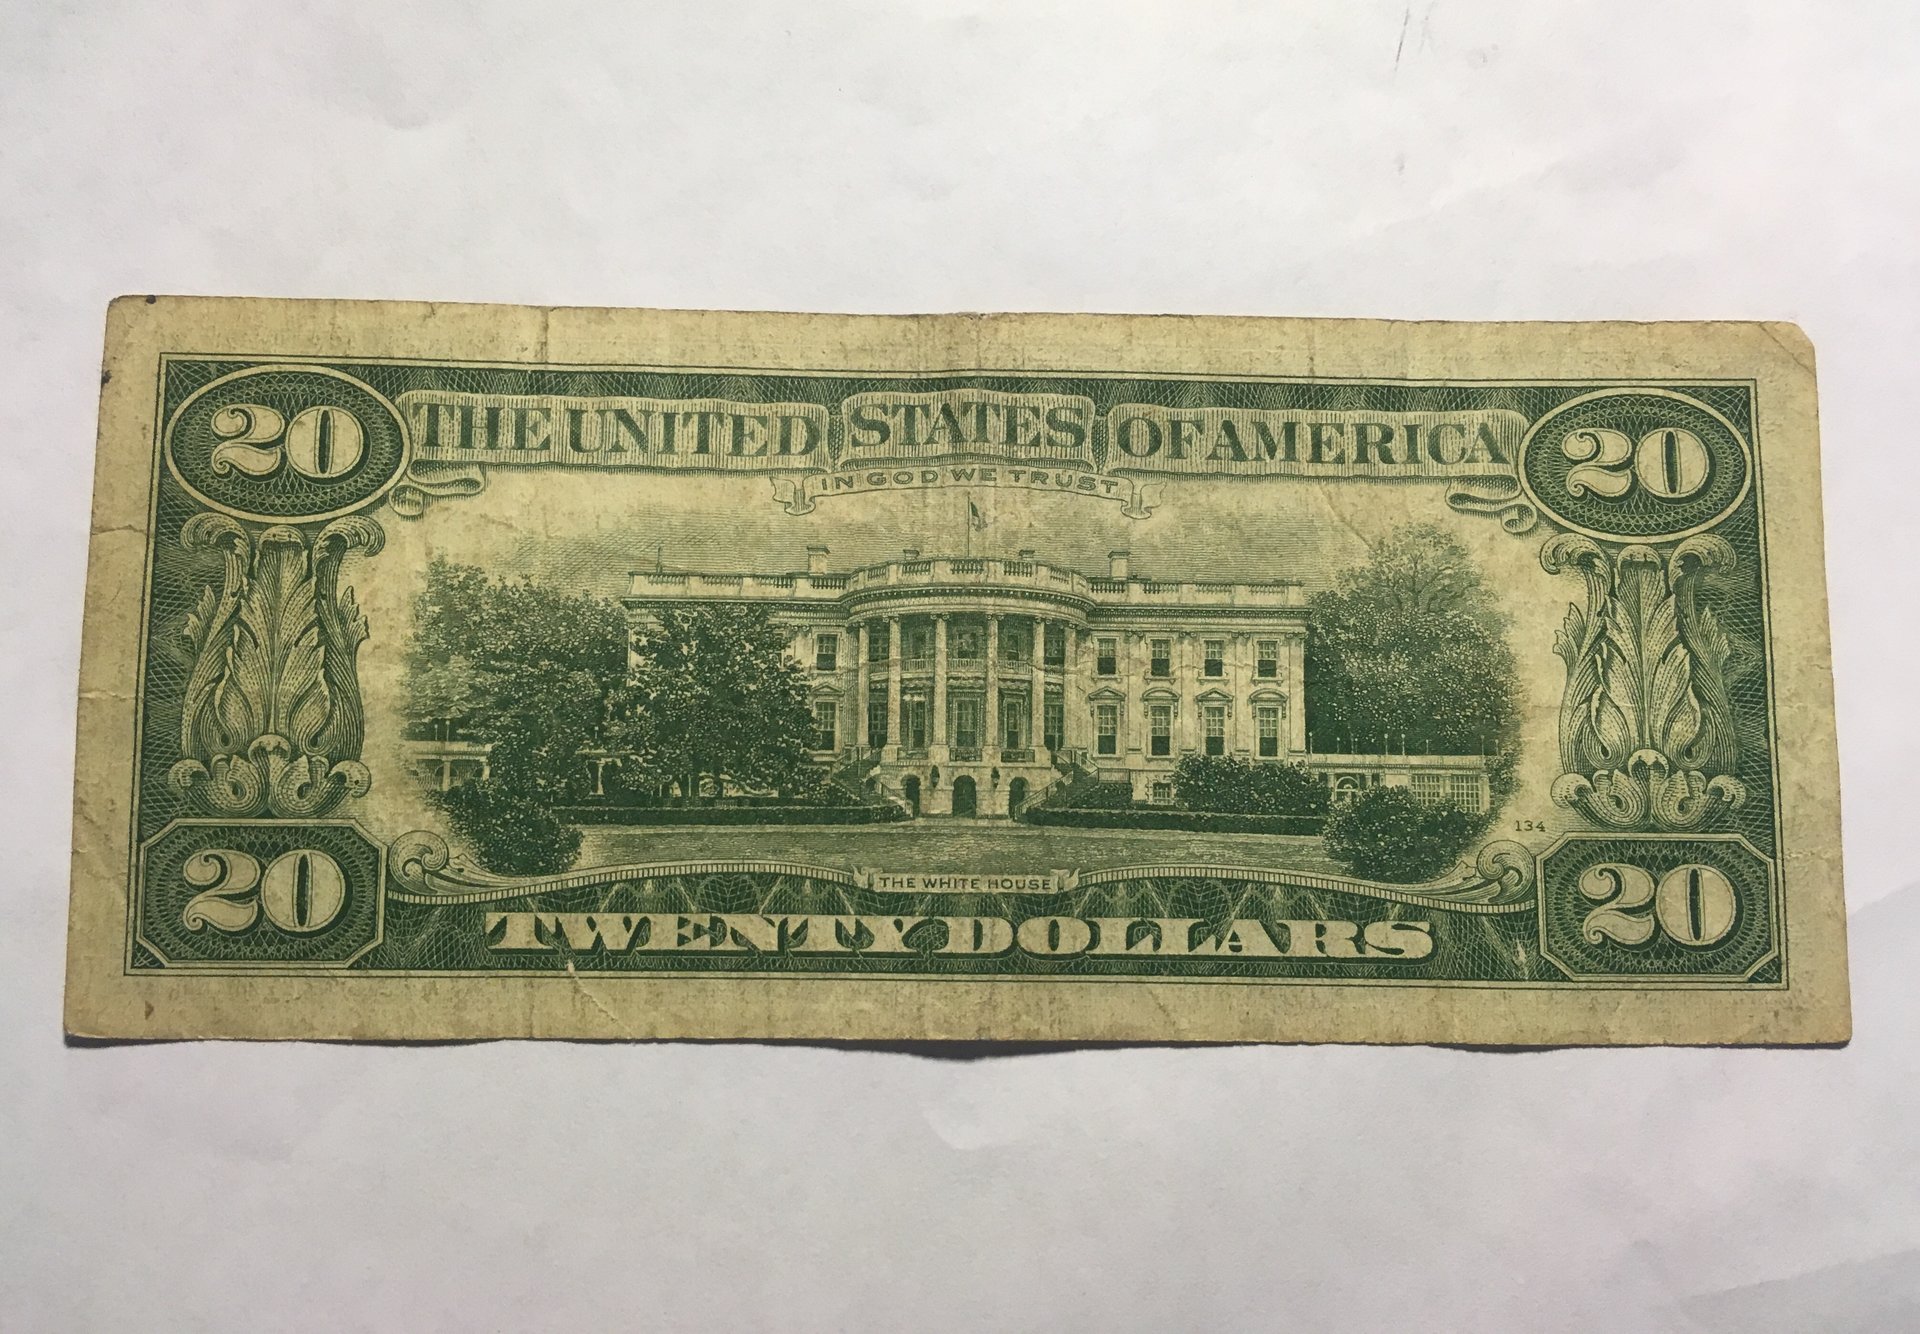 20 THE UNITED STATES OF AMERICA 20
IN GOD WE TRUST
134
THE WHITE HOUSE
20 TWENTY DOLLARS 20